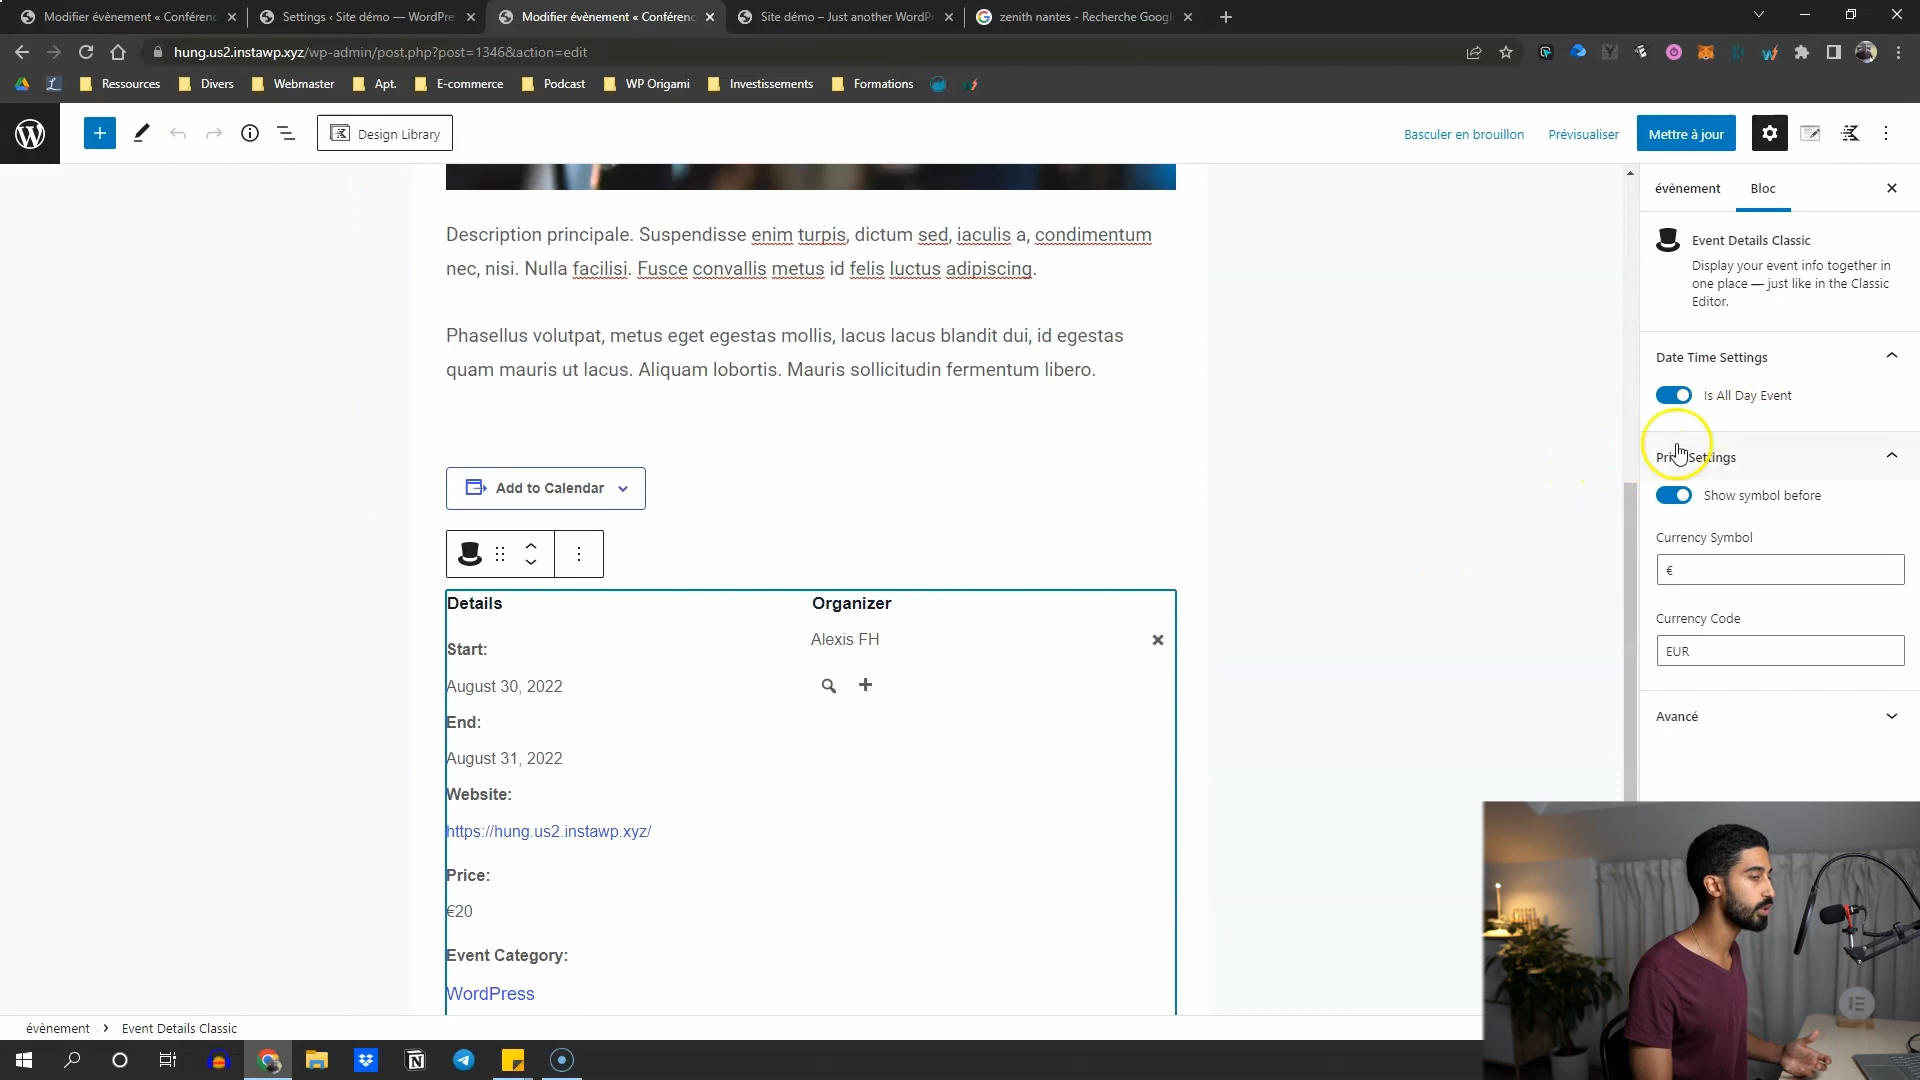 Modifier évènement « Conférenc
Settings ‹ Site démo — WordPre
Modifier évènement « Conférenc
Site démo – Just another WordP
zenith nantes - Recherche Googl
hung.us2.instawp.xyz/wp-admin/post.php?post=1346&action=edit
Ressources
Divers
Webmaster
Apt.
E-commerce
Podcast
WP Origami
Investissements
Formations
Design Library
Basculer en brouillon
Prévisualiser
Mettre à jour
Description principale. Suspendisse enim turpis, dictum sed, iaculis a, condimentum
nec, nisi. Nulla facilisi. Fusce convallis metus id felis luctus adipiscing.
Phasellus volutpat, metus eget egestas mollis, lacus lacus blandit dui, id egestas
quam mauris ut lacus. Aliquam lobortis. Mauris sollicitudin fermentum libero.
Add to Calendar
Details
Start:
August 30, 2022
End:
August 31, 2022
Website:
https://hung.us2.instawp.xyz/
Price:
€20
Event Category:
WordPress
Organizer
Alexis FH
évènement
Bloc
Event Details Classic
Display your event info together in
one place — just like in the Classic
Editor.
Date Time Settings
Is All Day Event
Settings
Show symbol before
Currency Symbol
€
Currency Code
EUR
Avancé
évènement
Event Details Classic